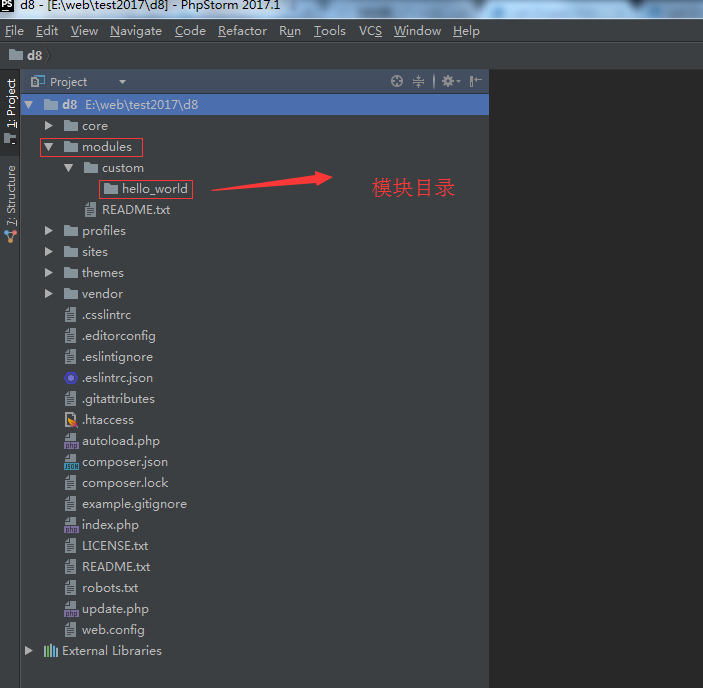 d8 - [E:\web\test2017\d8] - PhpStorm 2017.1
File Edit View Navigate Code Refactor Run Tools VCS Window Help
d8
1: Project
7: Structure
Project
d8 E:\web\test2017\d8
core
modules
custom
hello_world
模块目录
README.txt
profiles
sites
themes
vendor
.csslintrc
.editorconfig
.eslintignore
.eslintrc.json
.gitattributes
.htaccess
autoload.php
composer.json
composer.lock
example.gitignore
index.php
LICENSE.txt
README.txt
robots.txt
update.php
web.config
External Libraries